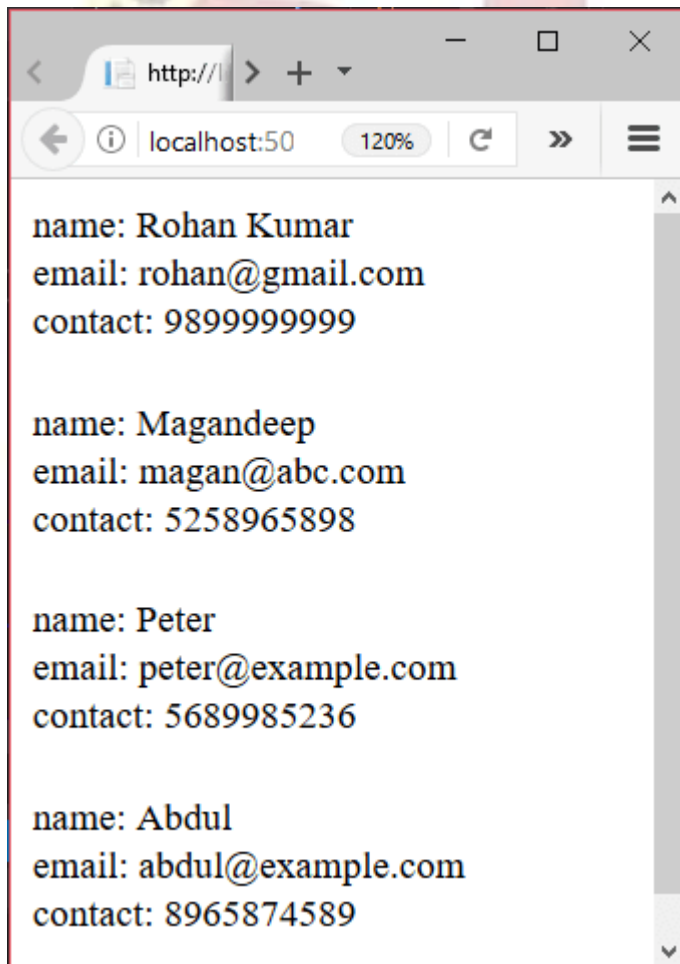 http://l
localhost:50 120%
name: Rohan Kumar
email: rohan@gmail.com
contact: 9899999999
name: Magandeep
email: magan@abc.com
contact: 5258965898
name: Peter
email: peter@example.com
contact: 5689985236
name: Abdul
email: abdul@example.com
contact: 8965874589